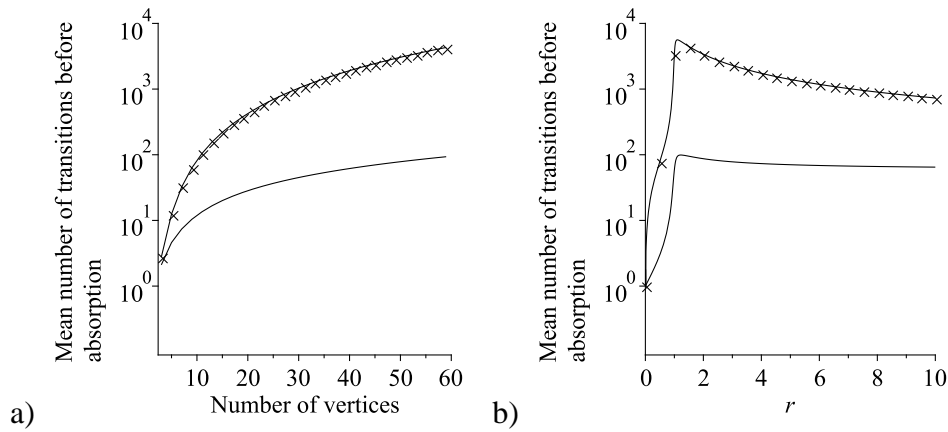 Mean number of transitions before
absorption
10^4
10^3
10^2
10^1
10^0
10 20 30 40 50 60
Number of vertices
a)
Mean number of transitions before
absorption
10^4
10^3
10^2
10^1
10^0
0 2 4 6 8 10
r
b)